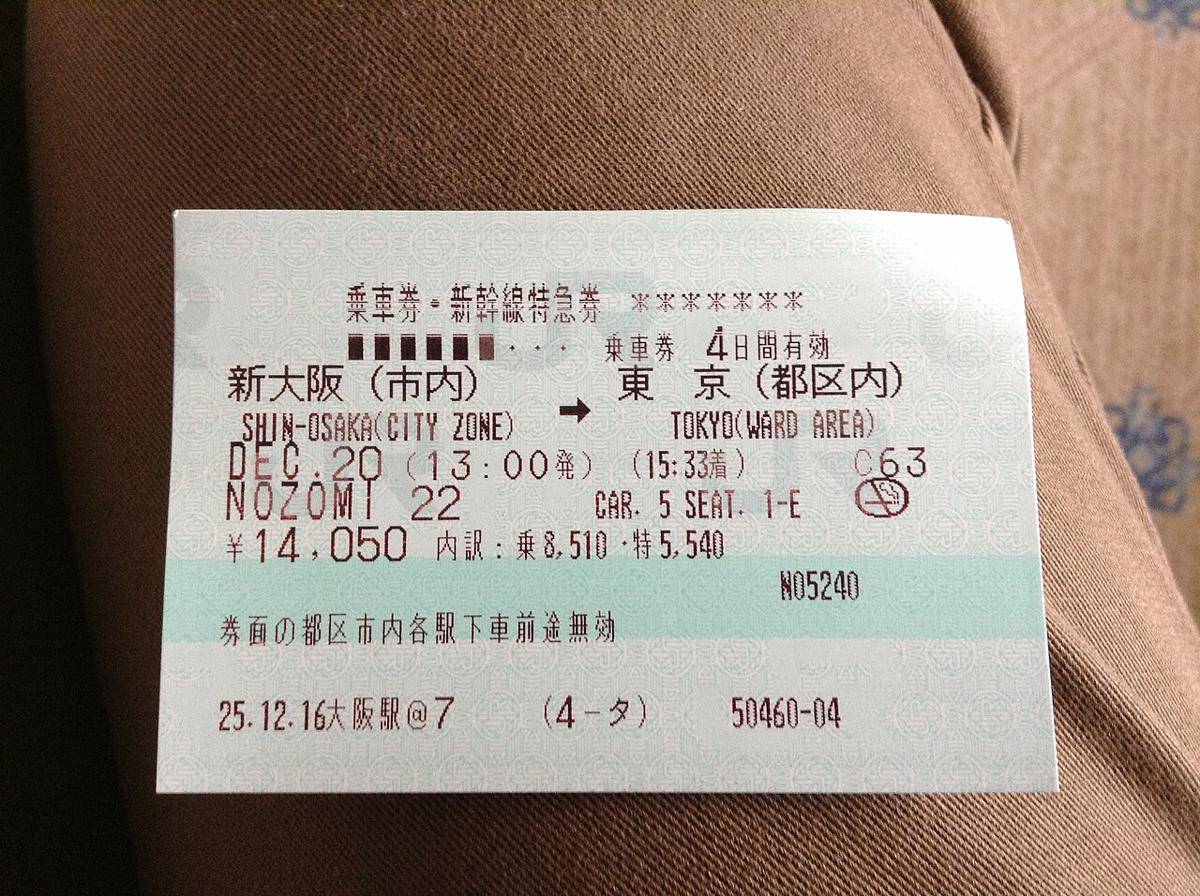 乗車券・新幹線特急券 *******
■■■■■■・・・ 乗車券 4日間有効
新大阪(市内) ➡ 東 京(都区内)
SHIN-OSAKA(CITY ZONE) TOKYO(WARD AREA)
DEC.20 (13:00発) (15:33着) C63
NOZOMI 22 CAR. 5 SEAT. 1-E
¥14,050 内訳:乗8,510・特5,540
NO5240
券面の都区市内各駅下車前途無効
25.12.16大阪駅@7 (4-タ) 50460-04